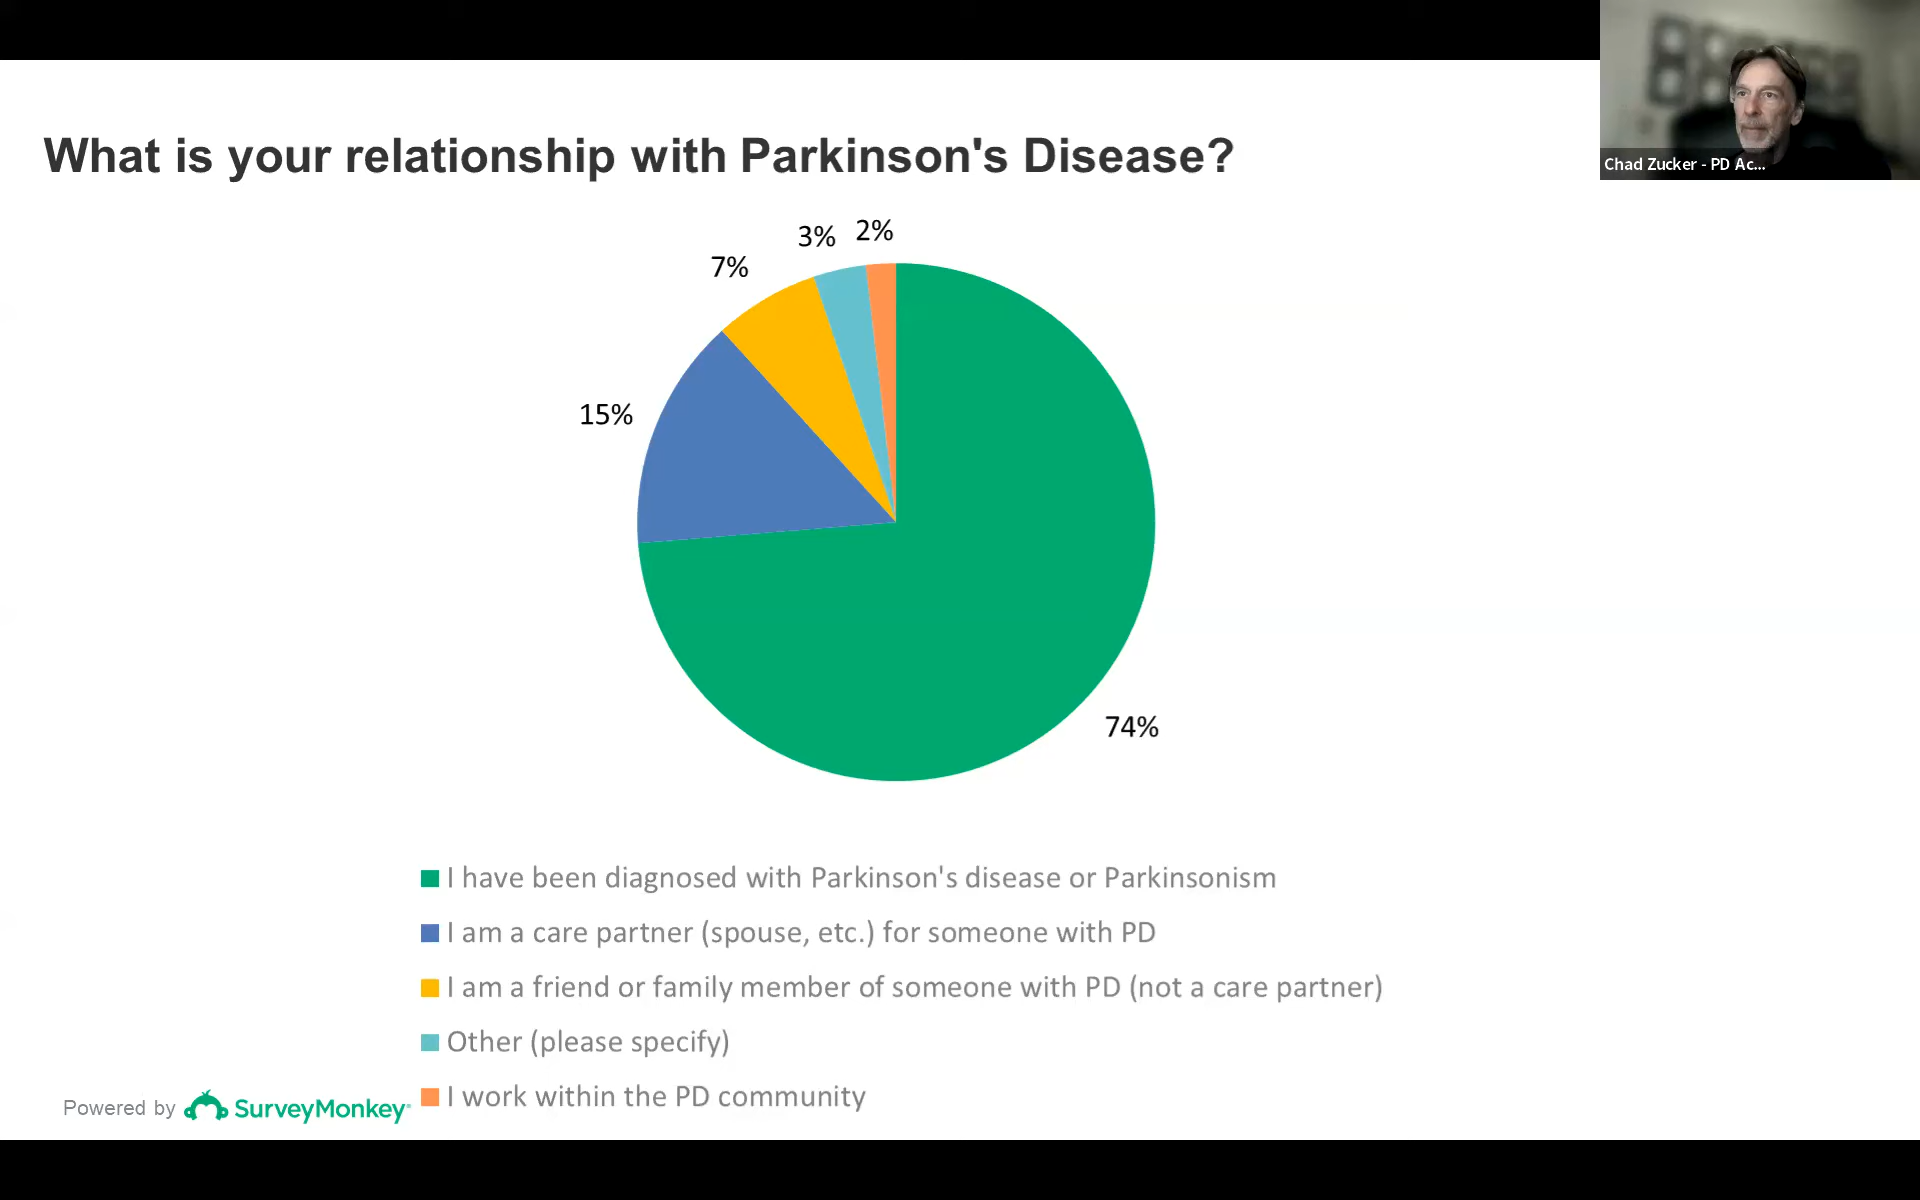 Chad Zucker - PD Ac...
What is your relationship with Parkinson's Disease?
3%
2%
7%
15%
74%
I have been diagnosed with Parkinson's disease or Parkinsonism
I am a care partner (spouse, etc.) for someone with PD
I am a friend or family member of someone with PD (not a care partner)
Other (please specify)
I work within the PD community
Powered by SurveyMonkey